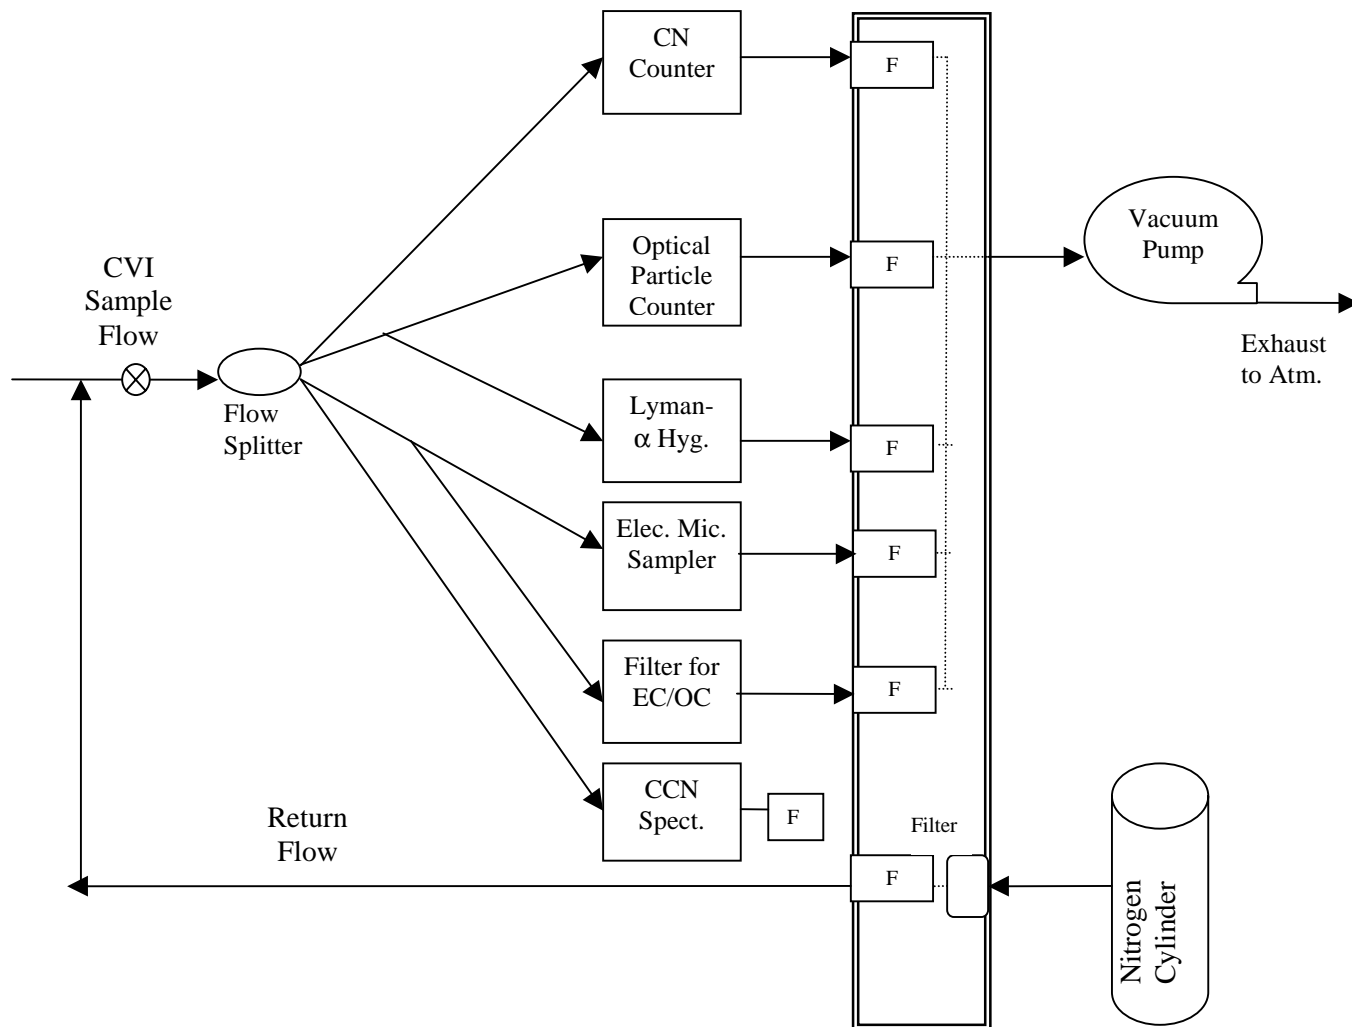 CN
Counter
F
Optical
Particle
Counter
F
Vacuum
Pump
Exhaust
to Atm.
CVI
Sample
Flow
Flow
Splitter
Lyman-
α Hyg.
F
Elec. Mic.
Sampler
F
Filter for
EC/OC
F
CCN
Spect.
F
Return
Flow
Filter
F
Nitrogen
Cylinder